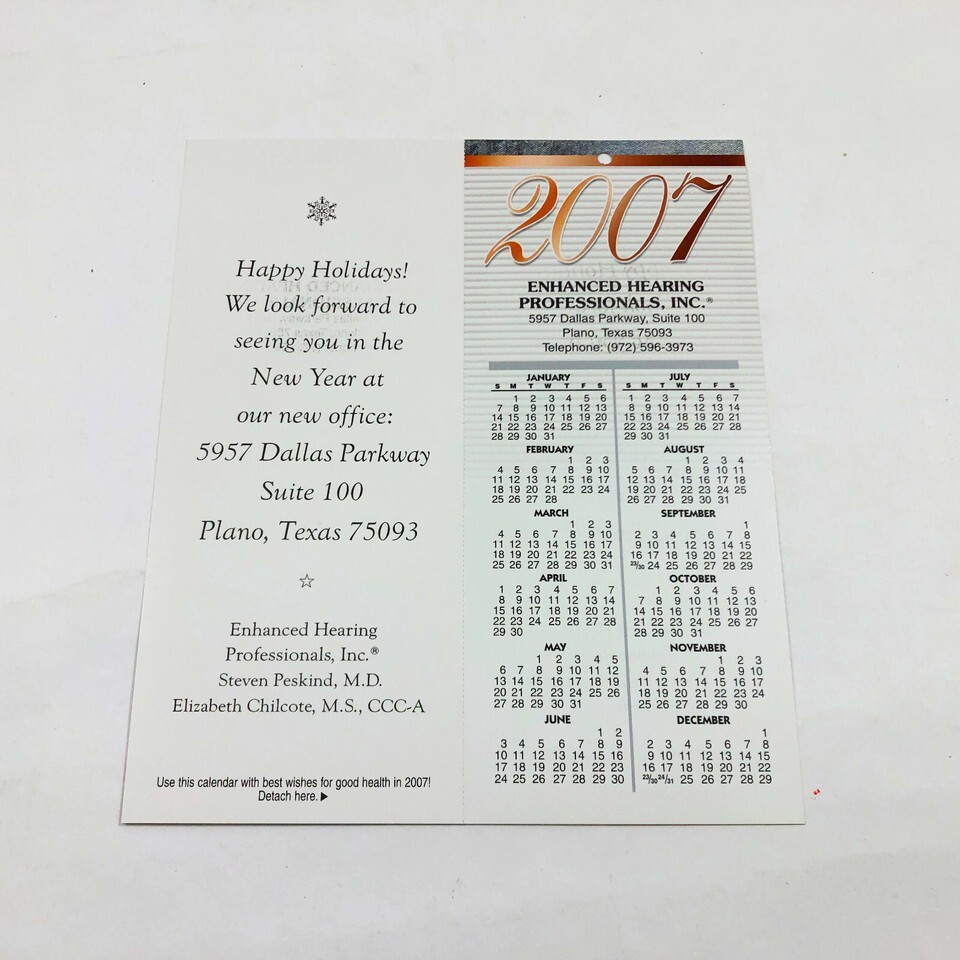 Happy Holidays!
We look forward to
seeing you in the
New Year at
our new office:
5957 Dallas Parkway
Suite 100
Plano, Texas 75093
Enhanced Hearing
Professionals, Inc.®
Steven Peskind, M.D.
Elizabeth Chilcote, M.S., CCC-A
Use this calendar with best wishes for good health in 2007!
Detach here. ▶
2007
ENHANCED HEARING
PROFESSIONALS, INC.®
5957 Dallas Parkway, Suite 100
Plano, Texas 75093
Telephone: (972) 596-3973
JANUARY
S M T W T F S
1 2 3 4 5 6
7 8 9 10 11 12 13
14 15 16 17 18 19 20
21 22 23 24 25 26 27
28 29 30 31
FEBRUARY
1 2 3
4 5 6 7 8 9 10
11 12 13 14 15 16 17
18 19 20 21 22 23 24
25 26 27 28
MARCH
1 2 3
4 5 6 7 8 9 10
11 12 13 14 15 16 17
18 19 20 21 22 23 24
25 26 27 28 29 30 31
APRIL
1 2 3 4 5 6 7
8 9 10 11 12 13 14
15 16 17 18 19 20 21
22 23 24 25 26 27 28
29 30
MAY
1 2 3 4 5
6 7 8 9 10 11 12
13 14 15 16 17 18 19
20 21 22 23 24 25 26
27 28 29 30 31
JUNE
1 2
3 4 5 6 7 8 9
10 11 12 13 14 15 16
17 18 19 20 21 22 23
24 25 26 27 28 29 30
JULY
S M T W T F S
1 2 3 4 5 6 7
8 9 10 11 12 13 14
15 16 17 18 19 20 21
22 23 24 25 26 27 28
29 30 31
AUGUST
1 2 3 4
5 6 7 8 9 10 11
12 13 14 15 16 17 18
19 20 21 22 23 24 25
26 27 28 29 30 31
SEPTEMBER
1
2 3 4 5 6 7 8
9 10 11 12 13 14 15
16 17 18 19 20 21 22
23/30 24 25 26 27 28 29
OCTOBER
1 2 3 4 5 6
7 8 9 10 11 12 13
14 15 16 17 18 19 20
21 22 23 24 25 26 27
28 29 30 31
NOVEMBER
1 2 3
4 5 6 7 8 9 10
11 12 13 14 15 16 17
18 19 20 21 22 23 24
25 26 27 28 29 30
DECEMBER
1
2 3 4 5 6 7 8
9 10 11 12 13 14 15
16 17 18 19 20 21 22
23/30 24/31 25 26 27 28 29